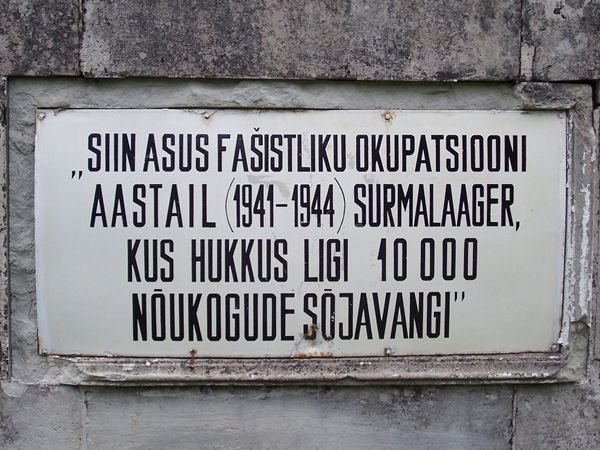 „SIIN ASUS FAŠISTLIKU OKUPATSIOONI
AASTAIL (1941-1944) SURMALAAGER,
KUS HUKKUS LIGI 10 000
NÕUKOGUDE SÕJAVANGI”